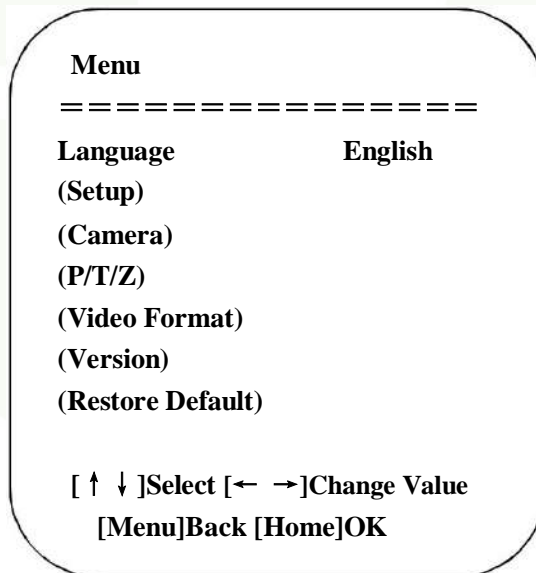 Menu
===============
Language English
(Setup)
(Camera)
(P/T/Z)
(Video Format)
(Version)
(Restore Default)
[ ↑ ↓ ]Select [← →]Change Value
[Menu]Back [Home]OK